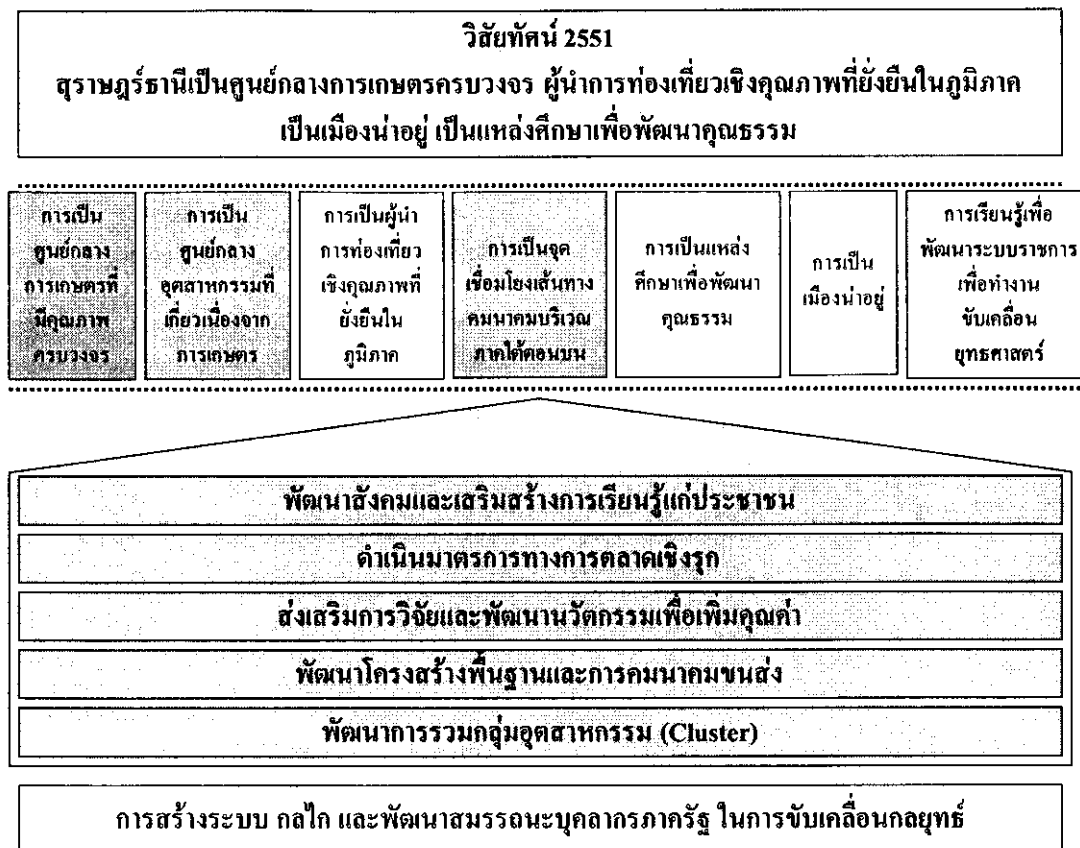 วิสัยทัศน์ 2551
สุราษฎร์ธานีเป็นศูนย์กลางการเกษตรครบวงจร ผู้นำการท่องเที่ยวเชิงคุณภาพที่ยั่งยืนในภูมิภาค
เป็นเมืองน่าอยู่ เป็นแหล่งศึกษาเพื่อพัฒนาคุณธรรม
การเป็น
ศูนย์กลาง
การเกษตรที่
มีคุณภาพ
ครบวงจร
การเป็น
ศูนย์กลาง
อุตสาหกรรมที่
เกี่ยวเนื่องจาก
การเกษตร
การเป็นผู้นำ
การท่องเที่ยว
เชิงคุณภาพที่
ยั่งยืนใน
ภูมิภาค
การเป็นจุด
เชื่อมโยงเส้นทาง
คมนาคมบริเวณ
ภาคใต้ตอนบน
การเป็นแหล่ง
ศึกษาเพื่อพัฒนา
คุณธรรม
การเป็น
เมืองน่าอยู่
การเรียนรู้เพื่อ
พัฒนาระบบราชการ
เพื่อทำงาน
ขับเคลื่อน
ยุทธศาสตร์
พัฒนาสังคมและเสริมสร้างการเรียนรู้แก่ประชาชน
ดำเนินมาตรการทางการตลาดเชิงรุก
ส่งเสริมการวิจัยและพัฒนานวัตกรรมเพื่อเพิ่มคุณค่า
พัฒนาโครงสร้างพื้นฐานและการคมนาคมขนส่ง
พัฒนาการรวมกลุ่มอุตสาหกรรม (Cluster)
การสร้างระบบ กลไก และพัฒนาสมรรถนะบุคลากรภาครัฐ ในการขับเคลื่อนกลยุทธ์